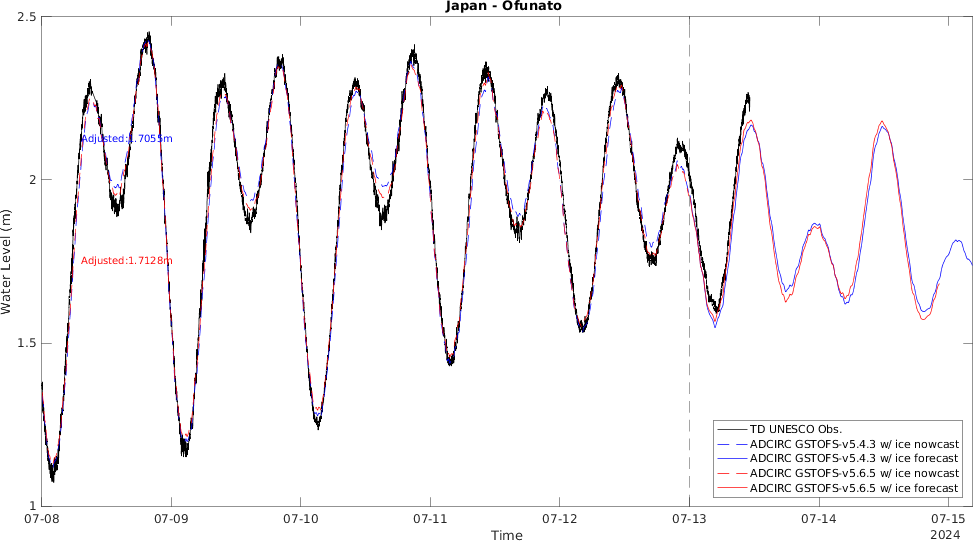 Japan - Ofunato
2.5
2
1.5
1
Water Level (m)
Adjusted:1.7055m
Adjusted:1.7128m
TD UNESCO Obs.
ADCIRC GSTOFS-v5.4.3 w/ ice nowcast
ADCIRC GSTOFS-v5.4.3 w/ ice forecast
ADCIRC GSTOFS-v5.6.5 w/ ice nowcast
ADCIRC GSTOFS-v5.6.5 w/ ice forecast
07-08 07-09 07-10 07-11 07-12 07-13 07-14 07-15
Time 2024